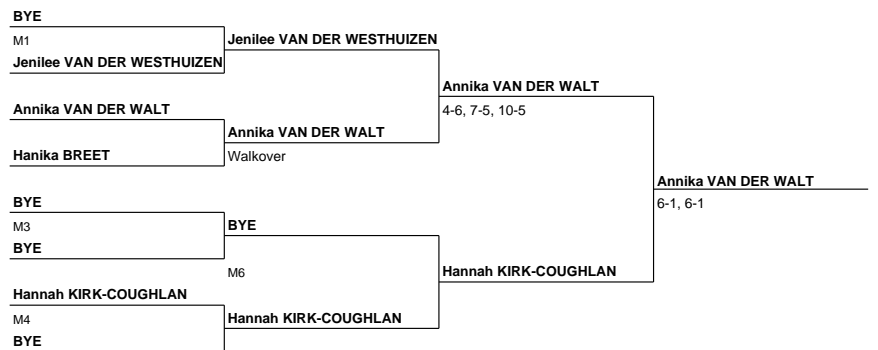 BYE
M1
Jenilee VAN DER WESTHUIZEN
Jenilee VAN DER WESTHUIZEN
Annika VAN DER WALT
4-6, 7-5, 10-5
Annika VAN DER WALT
Annika VAN DER WALT
Hanika BREET
Walkover
Annika VAN DER WALT
6-1, 6-1
BYE
M3
BYE
BYE
M6
Hannah KIRK-COUGHLAN
Hannah KIRK-COUGHLAN
M4
Hannah KIRK-COUGHLAN
BYE